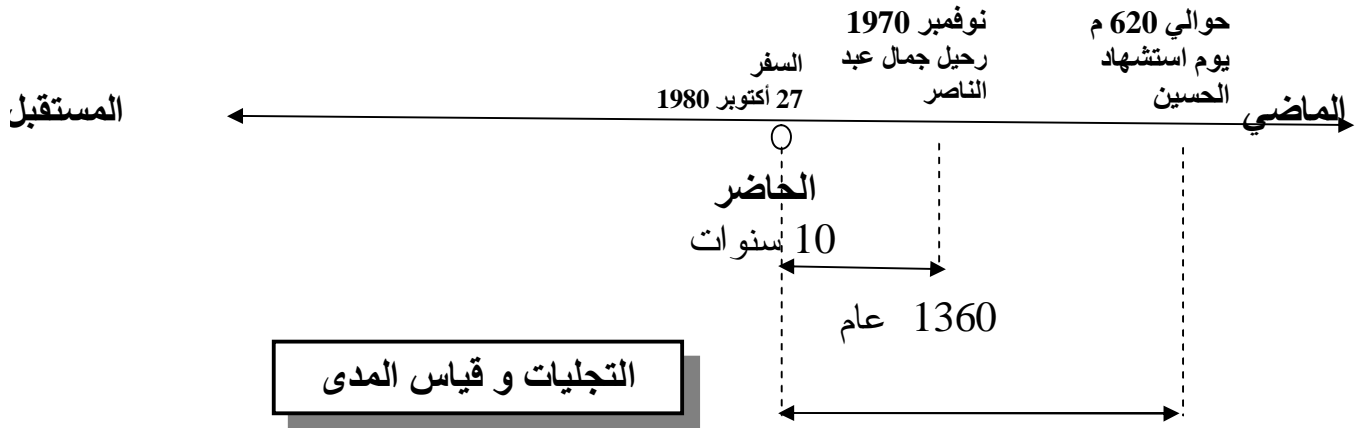 حوالي 620 م
يوم استشهاد
الحسين
نوفمبر 1970
رحيل جمال عبد
الناصر
السفر
27 أكتوبر 1980
الماضي
المستقبل
الحاضر
10 سنوات
1360 عام
التجليات و قياس المدى